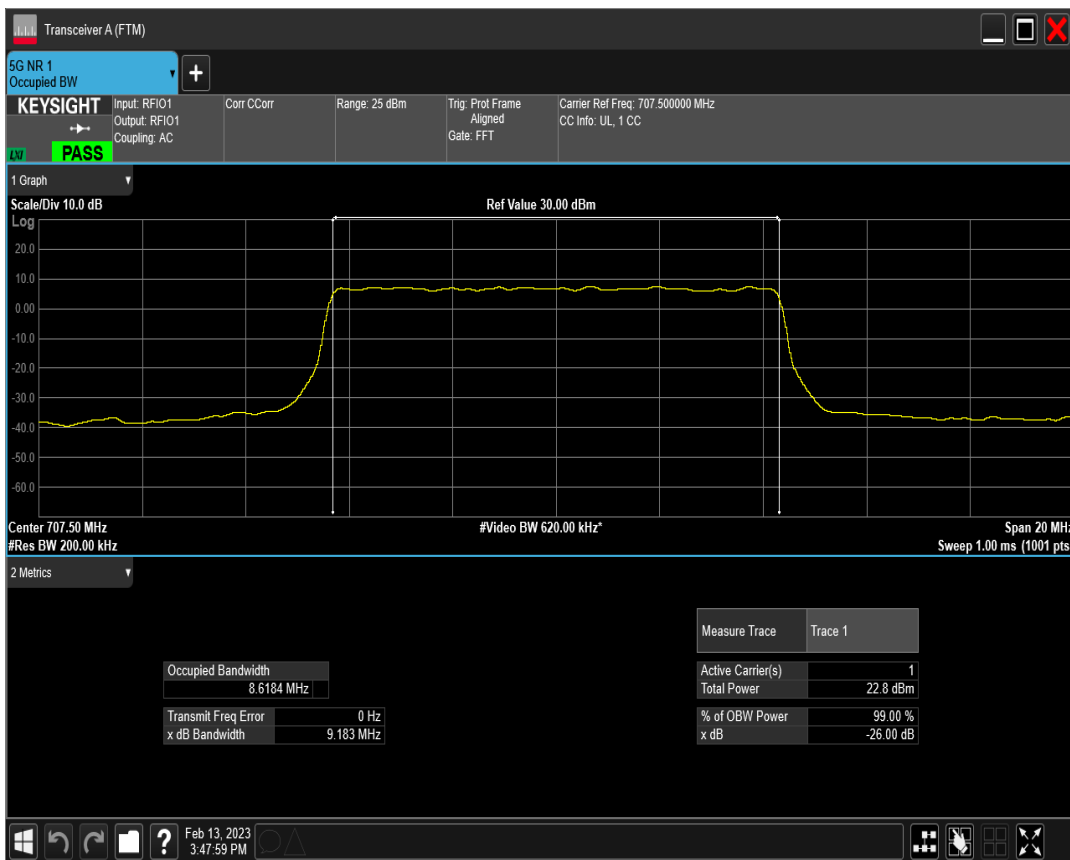 Transceiver A (FTM)
5G NR 1
Occupied BW
+
KEYSIGHT
LXI
PASS
Input: RFIO1
Output: RFIO1
Coupling: AC
Corr CCorr
Range: 25 dBm
Trig: Prot Frame
Aligned
Gate: FFT
Carrier Ref Freq: 707.500000 MHz
CC Info: UL, 1 CC
1 Graph
Scale/Div 10.0 dB
Ref Value 30.00 dBm
Log
20.0
10.0
0.00
-10.0
-20.0
-30.0
-40.0
-50.0
-60.0
Center 707.50 MHz
#Video BW 620.00 kHz*
Span 20 MHz
#Res BW 200.00 kHz
Sweep 1.00 ms (1001 pts
2 Metrics
Measure Trace Trace 1
Occupied Bandwidth
8.6184 MHz
Active Carrier(s) 1
Total Power 22.8 dBm
Transmit Freq Error 0 Hz
x dB Bandwidth 9.183 MHz
% of OBW Power 99.00 %
x dB -26.00 dB
?
Feb 13, 2023
3:47:59 PM